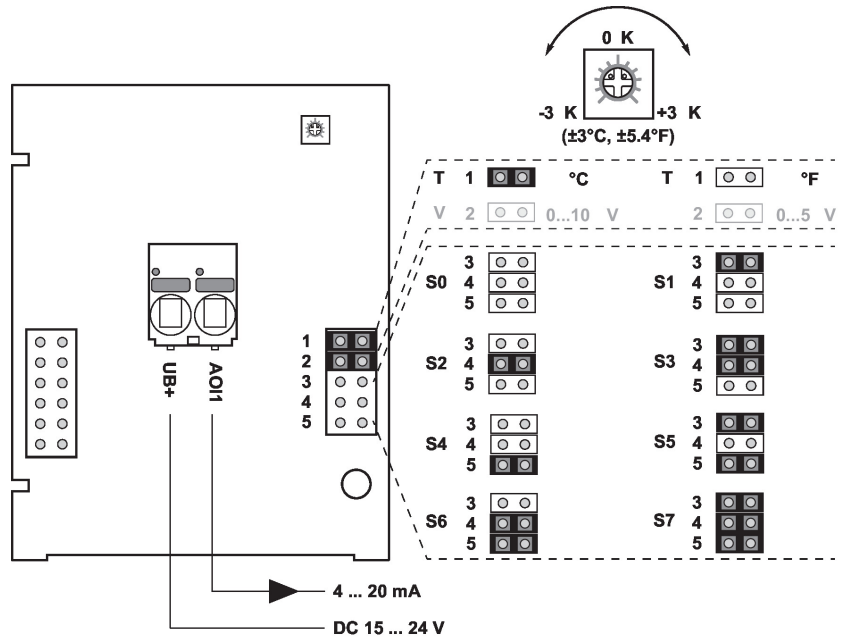 0 K
-3 K +3 K
(±3°C, ±5.4°F)
T 1 °C T 1 °F
V 2 0...10 V 2 0...5 V
S0 3 4 5 S1 3 4 5
S2 3 4 5 S3 3 4 5
S4 3 4 5 S5 3 4 5
S6 3 4 5 S7 3 4 5
1
2
3
4
5
UB+
AOI1
4 ... 20 mA
DC 15 ... 24 V